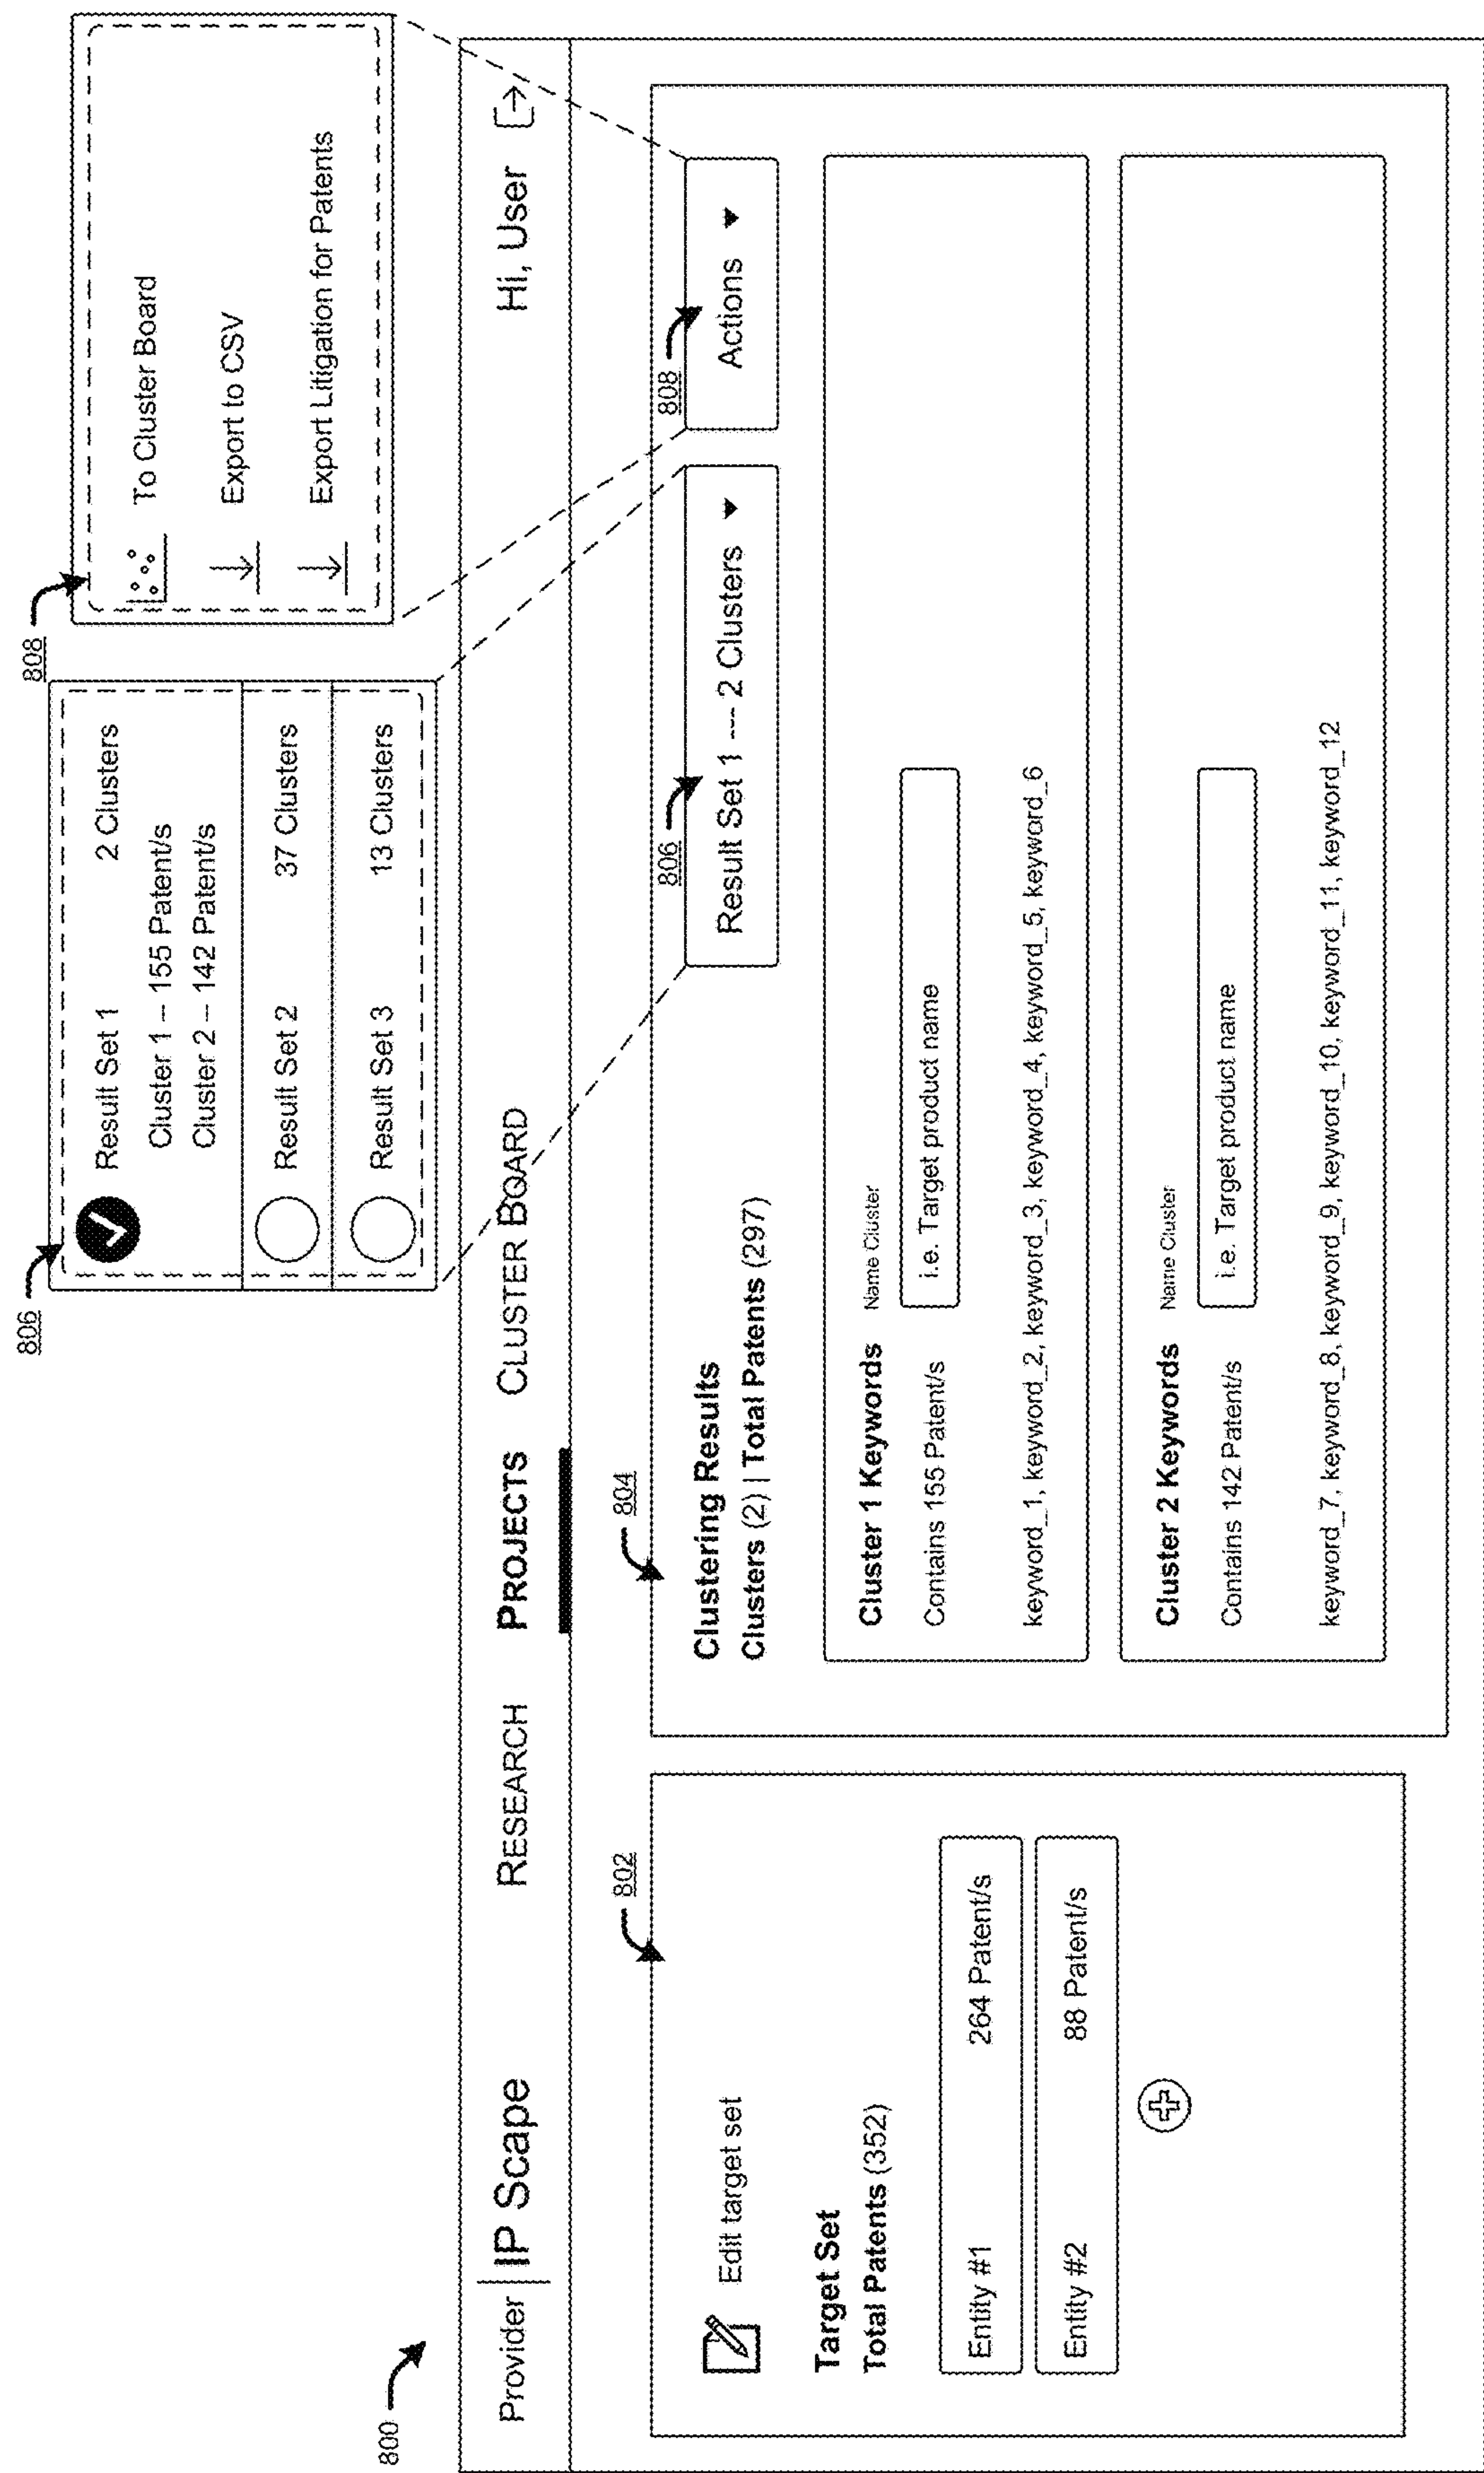 800
806
Result Set 1 2 Clusters
Cluster 1 – 155 Patent/s
Cluster 2 – 142 Patent/s
Result Set 2 37 Clusters
Result Set 3 13 Clusters
808
To Cluster Board
Export to CSV
Export Litigation for Patents
Provider | IP Scape RESEARCH PROJECTS CLUSTER BOARD Hi, User
802
Edit target set
Target Set
Total Patents (352)
Entity #1 264 Patent/s
Entity #2 88 Patent/s
804
Clustering Results
Clusters (2) | Total Patents (297)
806
Result Set 1 --- 2 Clusters
808
Actions
Cluster 1 Keywords
Name Cluster
Contains 155 Patent/s
i.e. Target product name
keyword_1, keyword_2, keyword_3, keyword_4, keyword_5, keyword_6
Cluster 2 Keywords
Name Cluster
Contains 142 Patent/s
i.e. Target product name
keyword_7, keyword_8, keyword_9, keyword_10, keyword_11, keyword_12